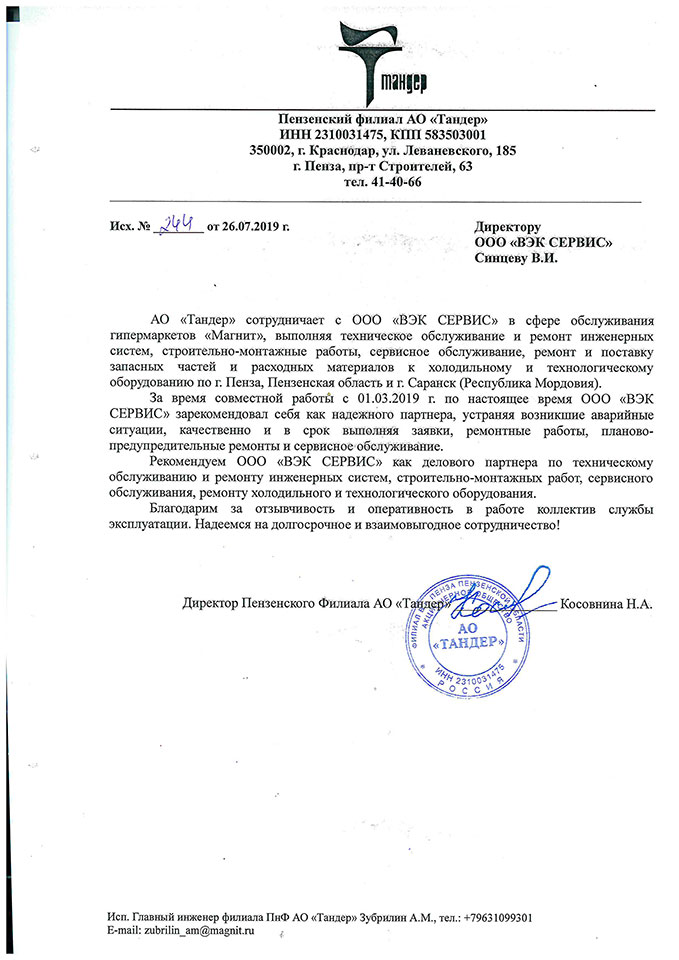 тандер
Пензенский филиал АО «Тандер»
ИНН 2310031475, КПП 583503001
350002, г. Краснодар, ул. Леваневского, 185
г. Пенза, пр-т Строителей, 63
тел. 41-40-66
Исх. № 244 от 26.07.2019 г.
Директору
ООО «ВЭК СЕРВИС»
Синцеву В.И.
АО «Тандер» сотрудничает с ООО «ВЭК СЕРВИС» в сфере обслуживания
гипермаркетов «Магнит», выполняя техническое обслуживание и ремонт инженерных
систем, строительно-монтажные работы, сервисное обслуживание, ремонт и поставку
запасных частей и расходных материалов к холодильному и технологическому
оборудованию по г. Пенза, Пензенская область и г. Саранск (Республика Мордовия).
За время совместной работы с 01.03.2019 г. по настоящее время ООО «ВЭК
СЕРВИС» зарекомендовал себя как надежного партнера, устраняя возникшие аварийные
ситуации, качественно и в срок выполняя заявки, ремонтные работы, планово-
предупредительные ремонты и сервисное обслуживание.
Рекомендуем ООО «ВЭК СЕРВИС» как делового партнера по техническому
обслуживанию и ремонту инженерных систем, строительно-монтажных работ, сервисного
обслуживания, ремонту холодильного и технологического оборудования.
Благодарим за отзывчивость и оперативность в работе коллектив службы
эксплуатации. Надеемся на долгосрочное и взаимовыгодное сотрудничество!
Директор Пензенского Филиала АО «Тандер» Косовнина Н.А.
ФИЛИАЛ В Г. ПЕНЗА ПЕНЗЕНСКОЙ ОБЛАСТИ
АКЦИОНЕРНОЕ ОБЩЕСТВО
АО
«ТАНДЕР»
ИНН 2310031475
РОССИЯ
Исп. Главный инженер филиала ПнФ АО «Тандер» Зубрилин А.М., тел.: +79631099301
E-mail: zubrilin_am@magnit.ru